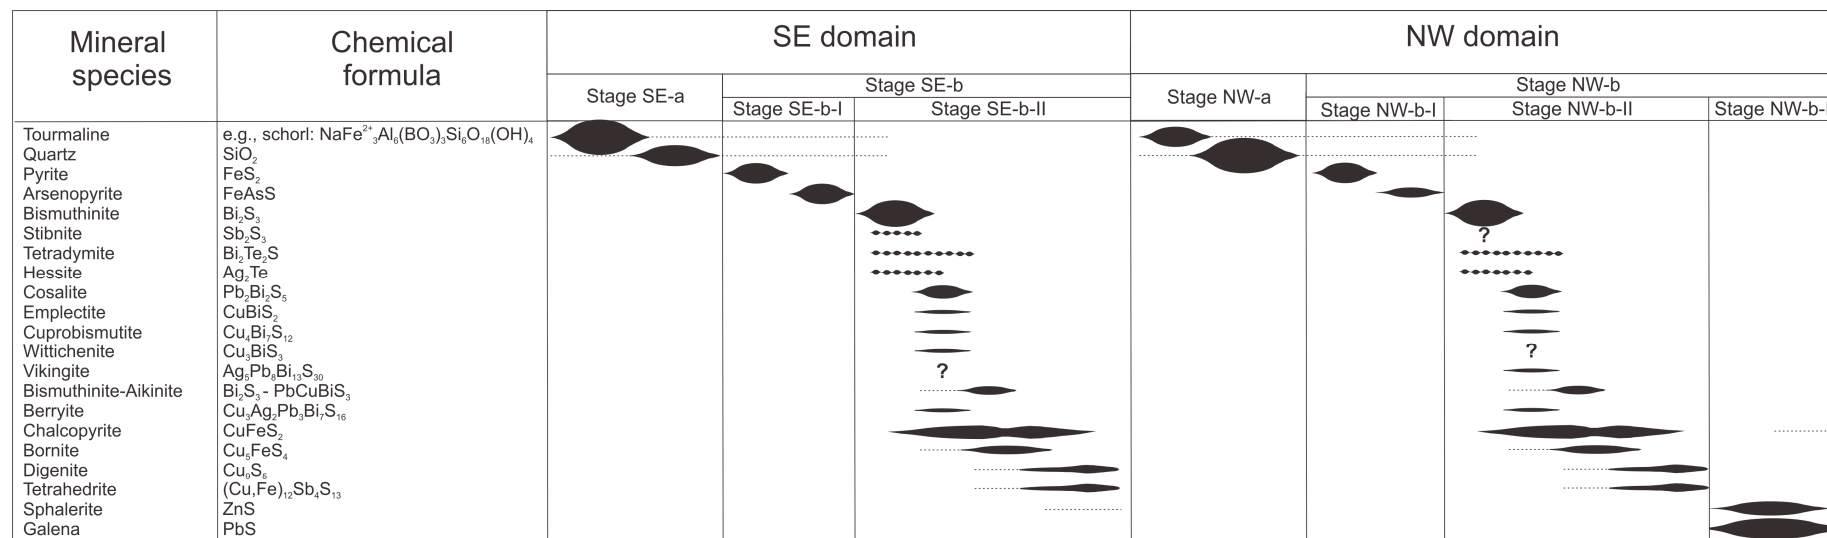 Mineral species
Chemical formula
SE domain
NW domain
Stage SE-a
Stage SE-b
Stage SE-b-I
Stage SE-b-II
Stage NW-a
Stage NW-b
Stage NW-b-I
Stage NW-b-II
Stage NW-b-I
Tourmaline e.g., schorl: NaFe²⁺₃Al₆(BO₃)₃Si₆O₁₈(OH)₄
Quartz SiO₂
Pyrite FeS₂
Arsenopyrite FeAsS
Bismuthinite Bi₂S₃
Stibnite Sb₂S₃ ?
Tetradymite Bi₂Te₂S
Hessite Ag₂Te
Cosalite Pb₂Bi₂S₅
Emplectite CuBiS₂
Cuprobismutite Cu₄Bi₇S₁₂
Wittichenite Cu₃BiS₃ ?
Vikingite Ag₅Pb₈Bi₁₃S₃₀ ?
Bismuthinite-Aikinite Bi₂S₃ - PbCuBiS₃
Berryite Cu₃Ag₂Pb₃Bi₇S₁₆
Chalcopyrite CuFeS₂
Bornite Cu₅FeS₄
Digenite Cu₉S₅
Tetrahedrite (Cu,Fe)₁₂Sb₄S₁₃
Sphalerite ZnS
Galena PbS